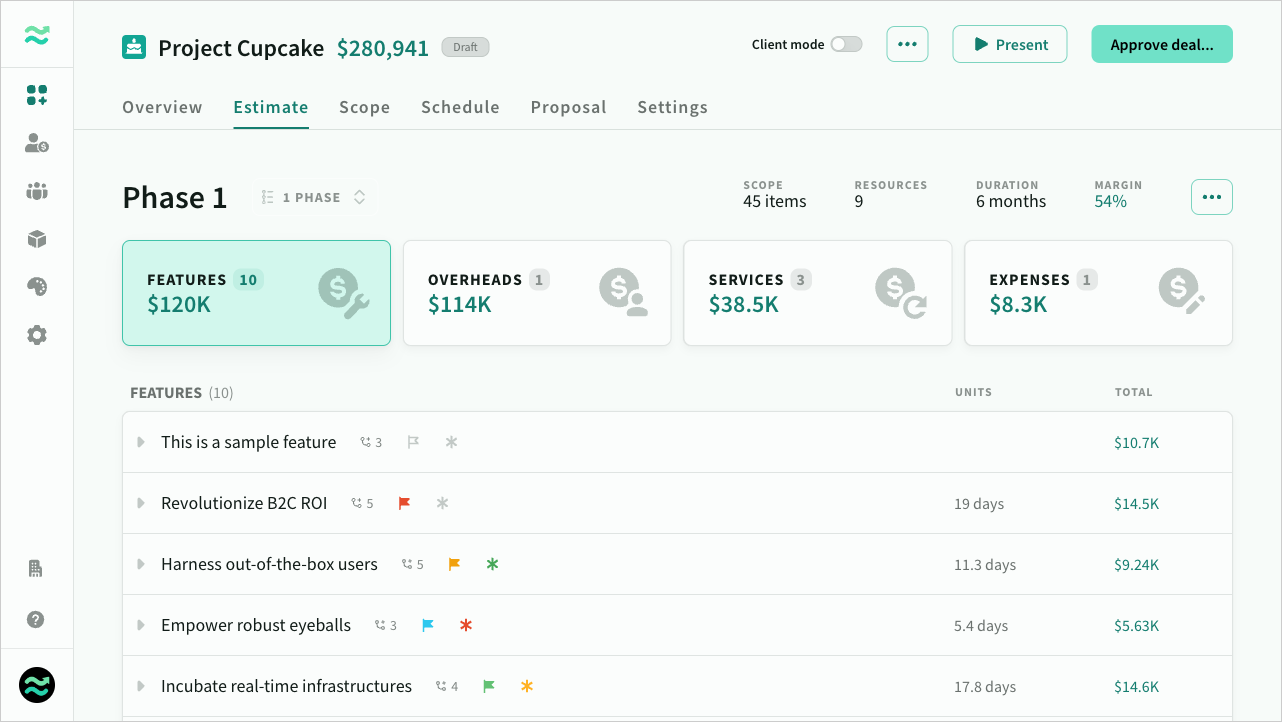 Project Cupcake $280,941 Draft Client mode ••• Present Approve deal...
Overview Estimate Scope Schedule Proposal Settings
Phase 1 1 PHASE
SCOPE RESOURCES DURATION MARGIN
45 items 9 6 months 54%
FEATURES 10 OVERHEADS 1 SERVICES 3 EXPENSES 1
$120K $114K $38.5K $8.3K
FEATURES (10) UNITS TOTAL
This is a sample feature 3 $10.7K
Revolutionize B2C ROI 5 19 days $14.5K
Harness out-of-the-box users 5 11.3 days $9.24K
Empower robust eyeballs 3 5.4 days $5.63K
Incubate real-time infrastructures 4 17.8 days $14.6K